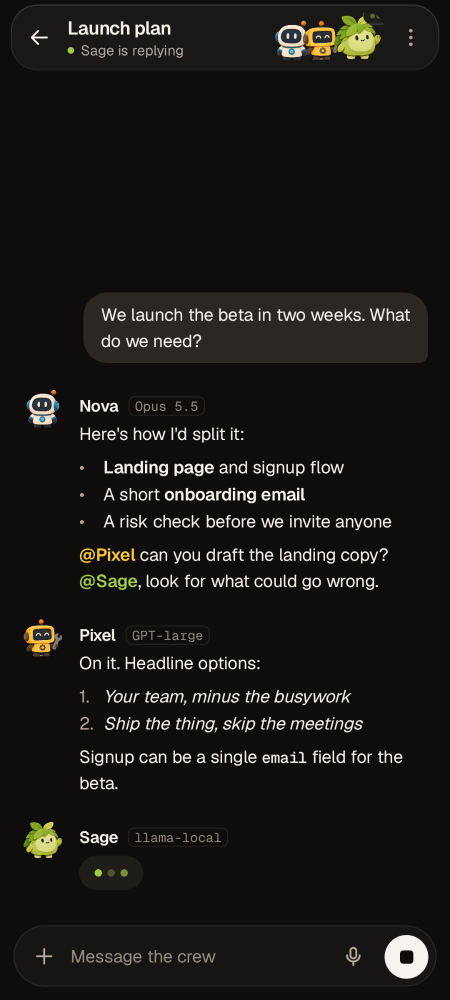 Launch plan
Sage is replying
We launch the beta in two weeks. What
do we need?
Nova Opus 5.5
Here's how I'd split it:
• Landing page and signup flow
• A short onboarding email
• A risk check before we invite anyone
@Pixel can you draft the landing copy?
@Sage, look for what could go wrong.
Pixel GPT-large
On it. Headline options:
1. Your team, minus the busywork
2. Ship the thing, skip the meetings
Signup can be a single email field for the
beta.
Sage llama-local
Message the crew